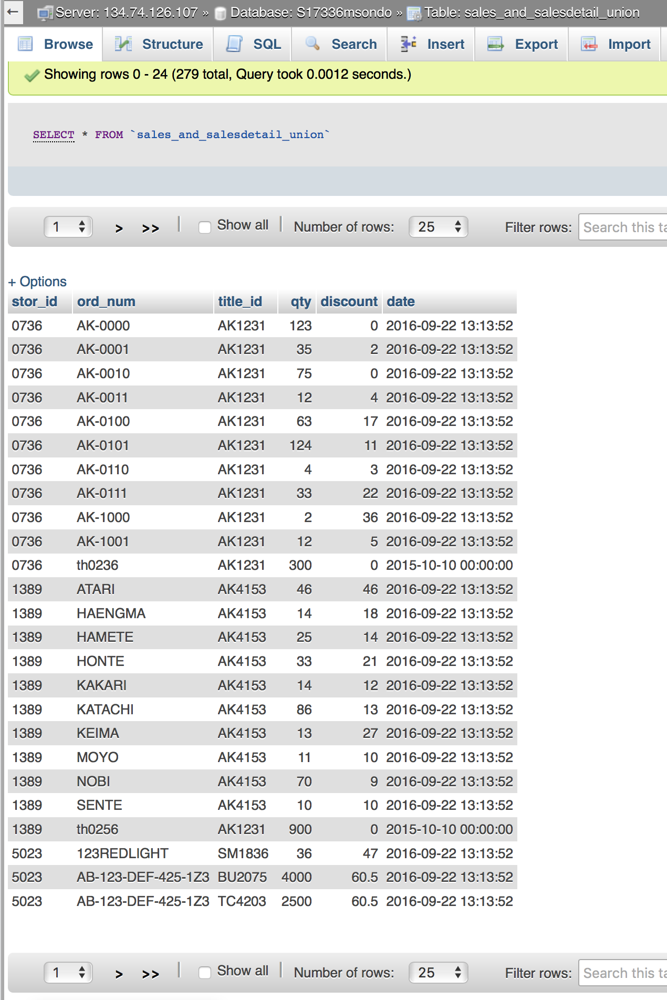 ← Server: 134.74.126.107 » Database: S17336msondo » Table: sales_and_salesdetail_union
Browse Structure SQL Search Insert Export Import
Showing rows 0 - 24 (279 total, Query took 0.0012 seconds.)
SELECT * FROM `sales_and_salesdetail_union`
1 > >> | Show all | Number of rows: 25 Filter rows: Search this ta
+ Options
stor_id ord_num title_id qty discount date
0736 AK-0000 AK1231 123 0 2016-09-22 13:13:52
0736 AK-0001 AK1231 35 2 2016-09-22 13:13:52
0736 AK-0010 AK1231 75 0 2016-09-22 13:13:52
0736 AK-0011 AK1231 12 4 2016-09-22 13:13:52
0736 AK-0100 AK1231 63 17 2016-09-22 13:13:52
0736 AK-0101 AK1231 124 11 2016-09-22 13:13:52
0736 AK-0110 AK1231 4 3 2016-09-22 13:13:52
0736 AK-0111 AK1231 33 22 2016-09-22 13:13:52
0736 AK-1000 AK1231 2 36 2016-09-22 13:13:52
0736 AK-1001 AK1231 12 5 2016-09-22 13:13:52
0736 th0236 AK1231 300 0 2015-10-10 00:00:00
1389 ATARI AK4153 46 46 2016-09-22 13:13:52
1389 HAENGMA AK4153 14 18 2016-09-22 13:13:52
1389 HAMETE AK4153 25 14 2016-09-22 13:13:52
1389 HONTE AK4153 33 21 2016-09-22 13:13:52
1389 KAKARI AK4153 14 12 2016-09-22 13:13:52
1389 KATACHI AK4153 86 13 2016-09-22 13:13:52
1389 KEIMA AK4153 13 27 2016-09-22 13:13:52
1389 MOYO AK4153 11 10 2016-09-22 13:13:52
1389 NOBI AK4153 70 9 2016-09-22 13:13:52
1389 SENTE AK4153 10 10 2016-09-22 13:13:52
1389 th0256 AK1231 900 0 2015-10-10 00:00:00
5023 123REDLIGHT SM1836 36 47 2016-09-22 13:13:52
5023 AB-123-DEF-425-1Z3 BU2075 4000 60.5 2016-09-22 13:13:52
5023 AB-123-DEF-425-1Z3 TC4203 2500 60.5 2016-09-22 13:13:52
1 > >> | Show all | Number of rows: 25 Filter rows: Search this ta